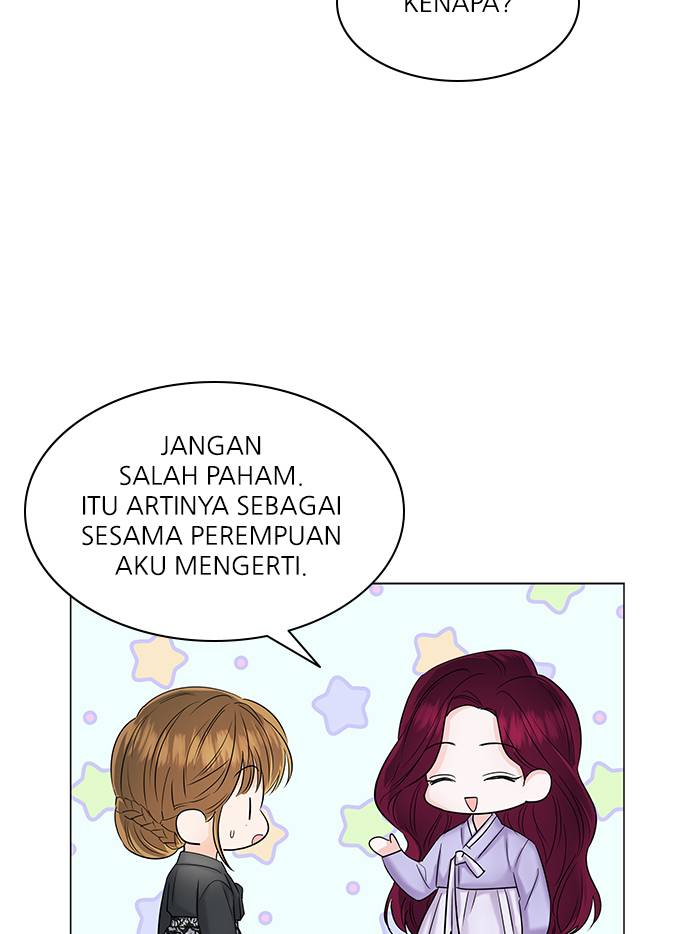 KENAPA?
JANGAN
SALAH PAHAM.
ITU ARTINYA SEBAGAI
SESAMA PEREMPUAN
AKU MENGERTI.